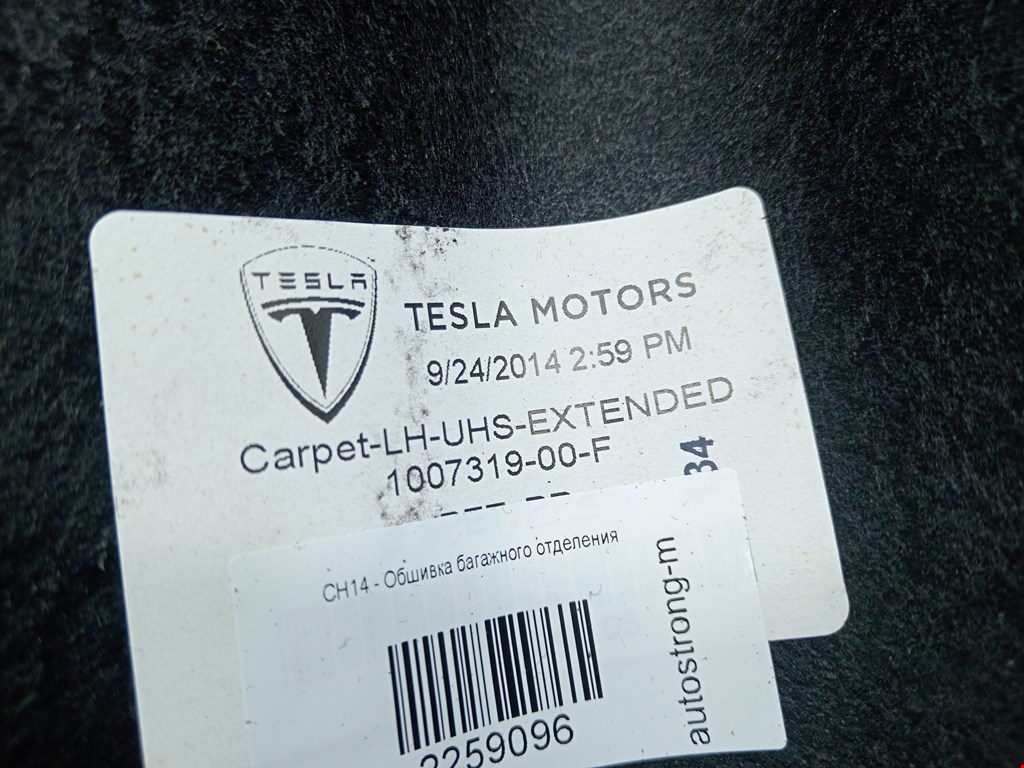 TESLA
TESLA MOTORS
9/24/2014 2:59 PM
Carpet-LH-UHS-EXTENDED
1007319-00-F
34
CH14 - Обшивка багажного отделения
autostrong-m
2259096